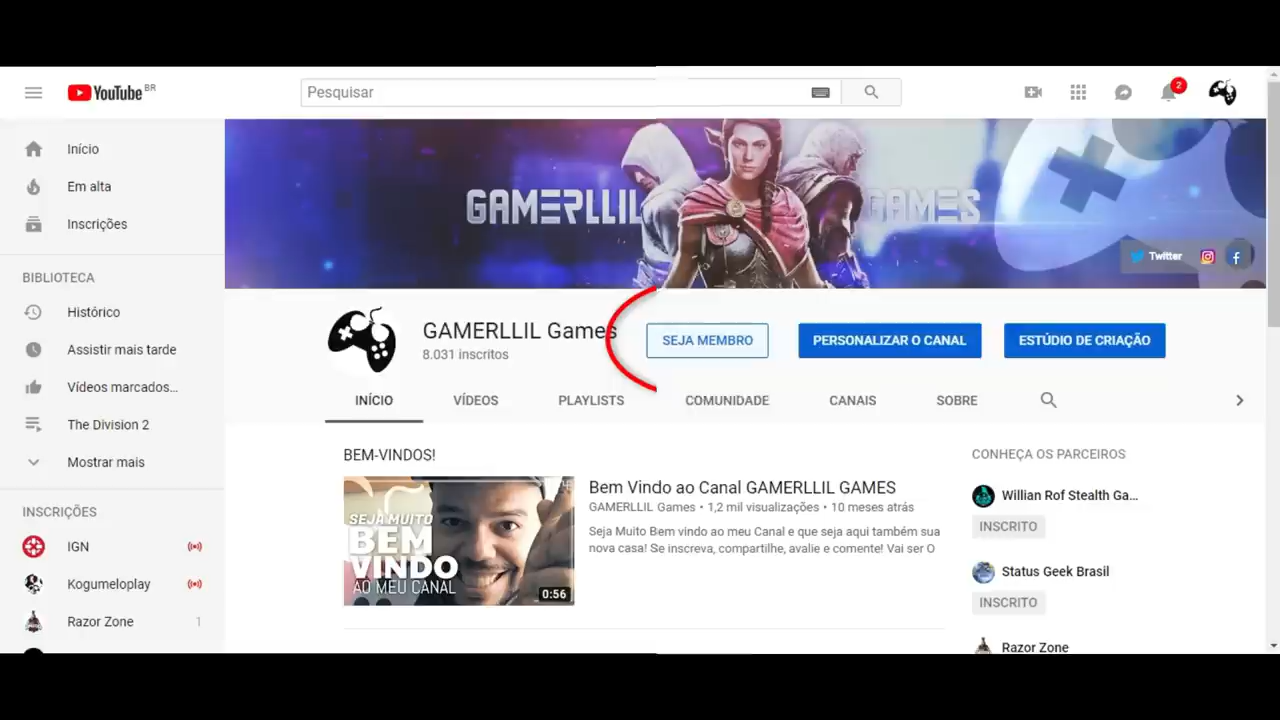 YouTube BR
Pesquisar
2
Início
Em alta
Inscrições
BIBLIOTECA
Histórico
Assistir mais tarde
Vídeos marcados...
The Division 2
Mostrar mais
INSCRIÇÕES
IGN
Kogumeloplay
Razor Zone 1
GAMERLLIL GAMES
Twitter
GAMERLLIL Games
8.031 inscritos
SEJA MEMBRO
PERSONALIZAR O CANAL
ESTÚDIO DE CRIAÇÃO
INÍCIO VÍDEOS PLAYLISTS COMUNIDADE CANAIS SOBRE
BEM-VINDOS!
SEJA MUITO
BEM
VINDO
AO MEU CANAL
0:56
Bem Vindo ao Canal GAMERLLIL GAMES
GAMERLLIL Games • 1,2 mil visualizações • 10 meses atrás
Seja Muito Bem vindo ao meu Canal e que seja aqui também sua
nova casa! Se inscreva, compartilhe, avalie e comente! Vai ser O
CONHEÇA OS PARCEIROS
Willian Rof Stealth Ga...
INSCRITO
Status Geek Brasil
INSCRITO
Razor Zone